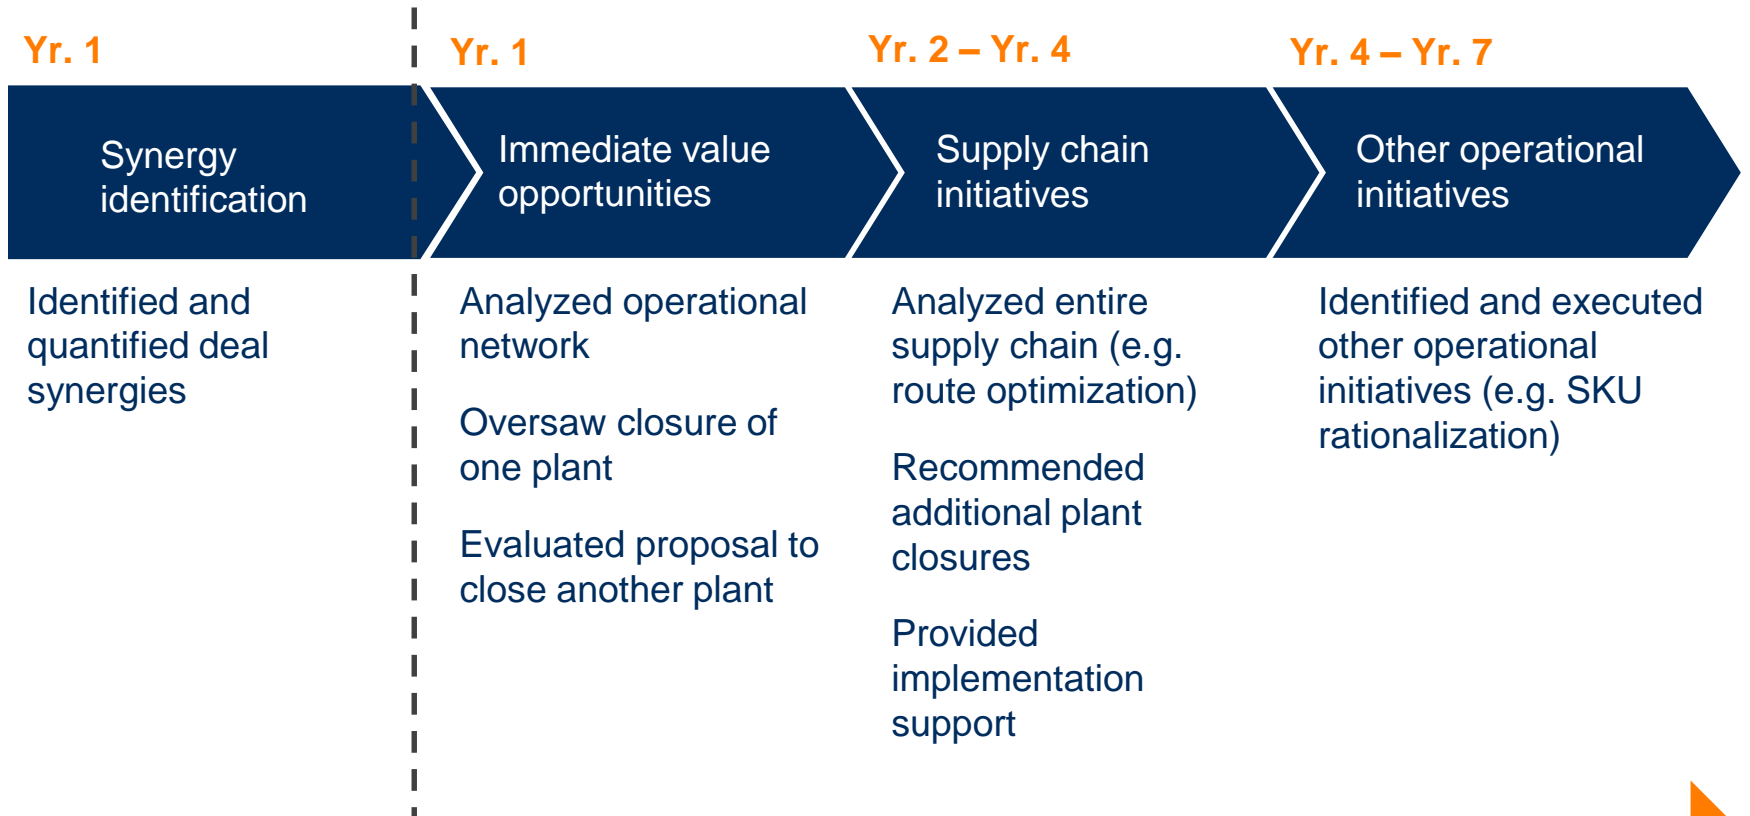 Yr. 1
Synergy
identification
Identified and
quantified deal
synergies
Yr. 1
Immediate value
opportunities
Analyzed operational
network
Oversaw closure of
one plant
Evaluated proposal to
close another plant
Yr. 2 – Yr. 4
Supply chain
initiatives
Analyzed entire
supply chain (e.g.
route optimization)
Recommended
additional plant
closures
Provided
implementation
support
Yr. 4 – Yr. 7
Other operational
initiatives
Identified and executed
other operational
initiatives (e.g. SKU
rationalization)